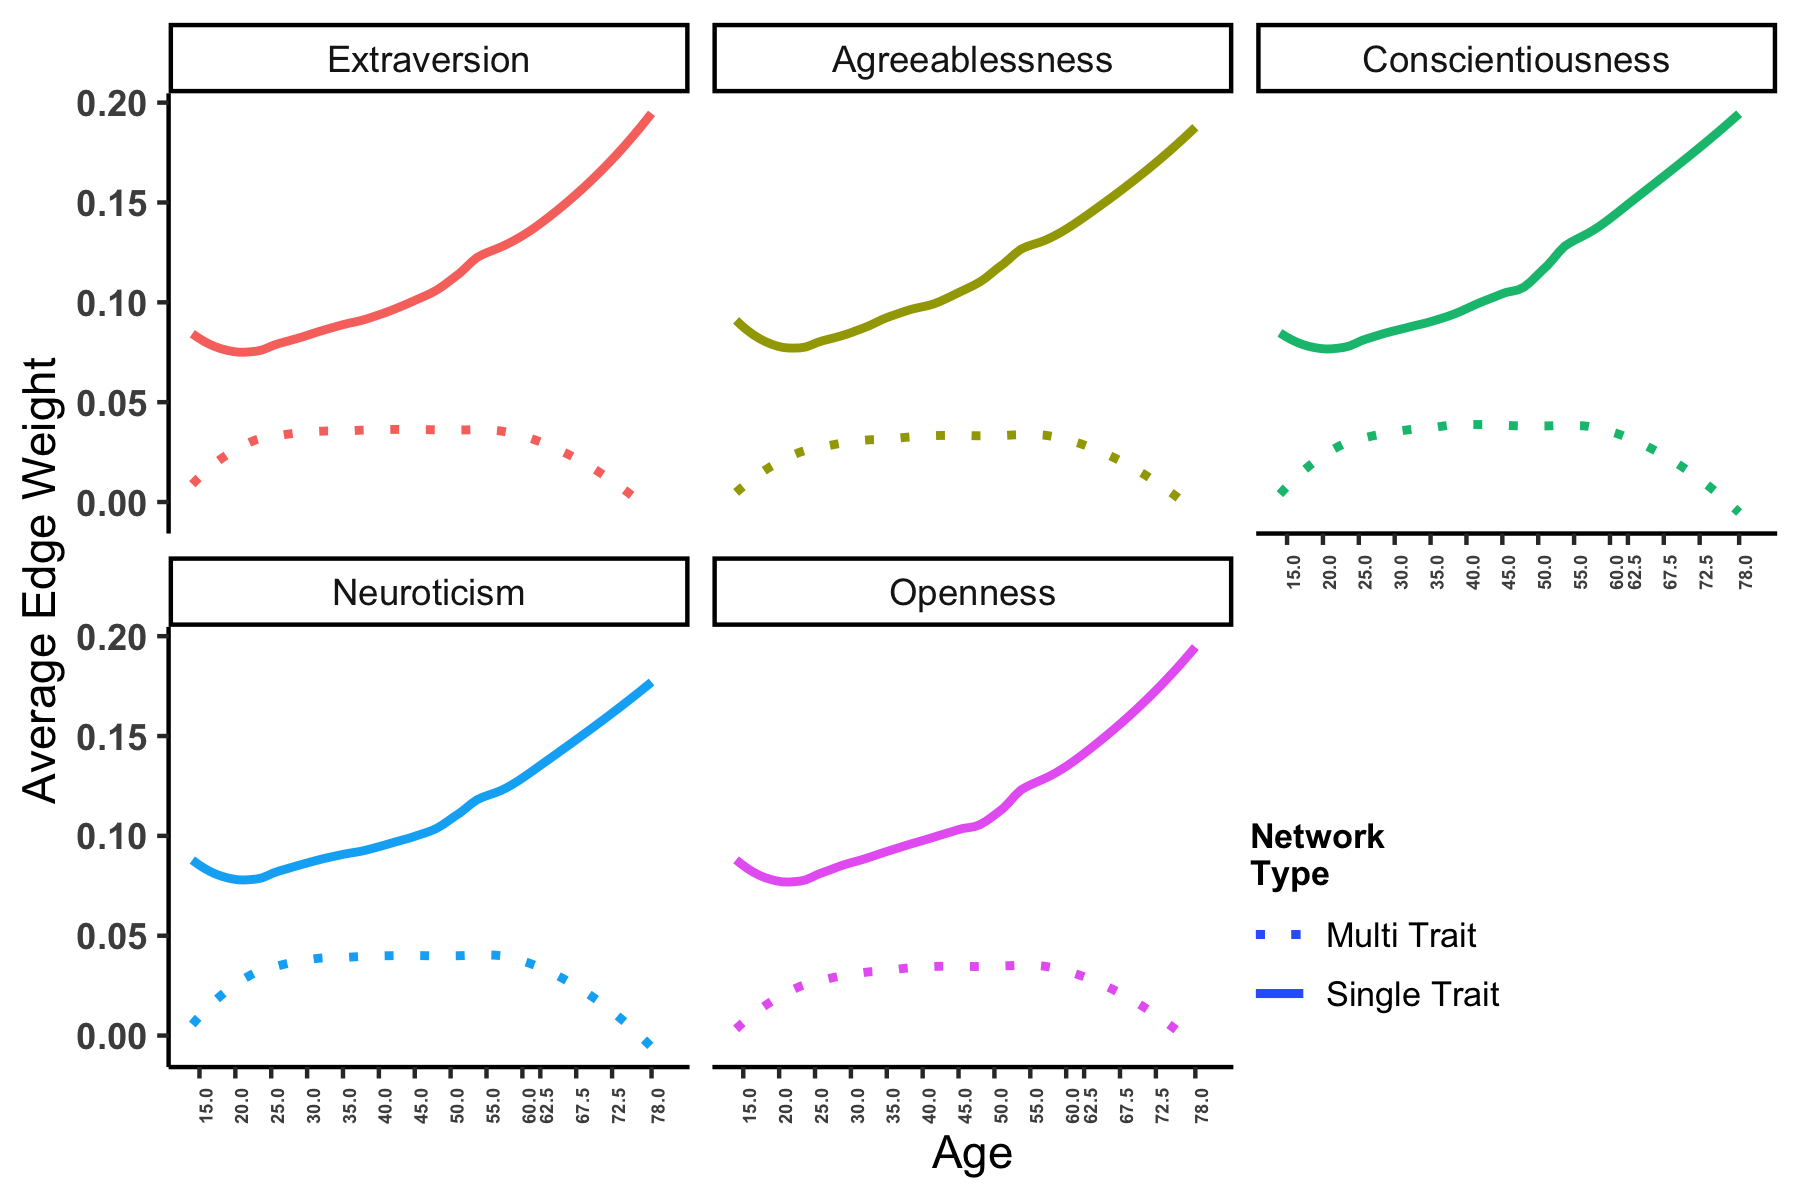 Extraversion
Agreeablessness
Conscientiousness
0.20
0.15
0.10
0.05
0.00
15.0 20.0 25.0 30.0 35.0 40.0 45.0 50.0 55.0 60.0 62.5 67.5 72.5 78.0
Average Edge Weight
Neuroticism
Openness
0.20
0.15
0.10
0.05
0.00
15.0 20.0 25.0 30.0 35.0 40.0 45.0 50.0 55.0 60.0 62.5 67.5 72.5 78.0
15.0 20.0 25.0 30.0 35.0 40.0 45.0 50.0 55.0 60.0 62.5 67.5 72.5 78.0
Age
Network
Type
Multi Trait
Single Trait